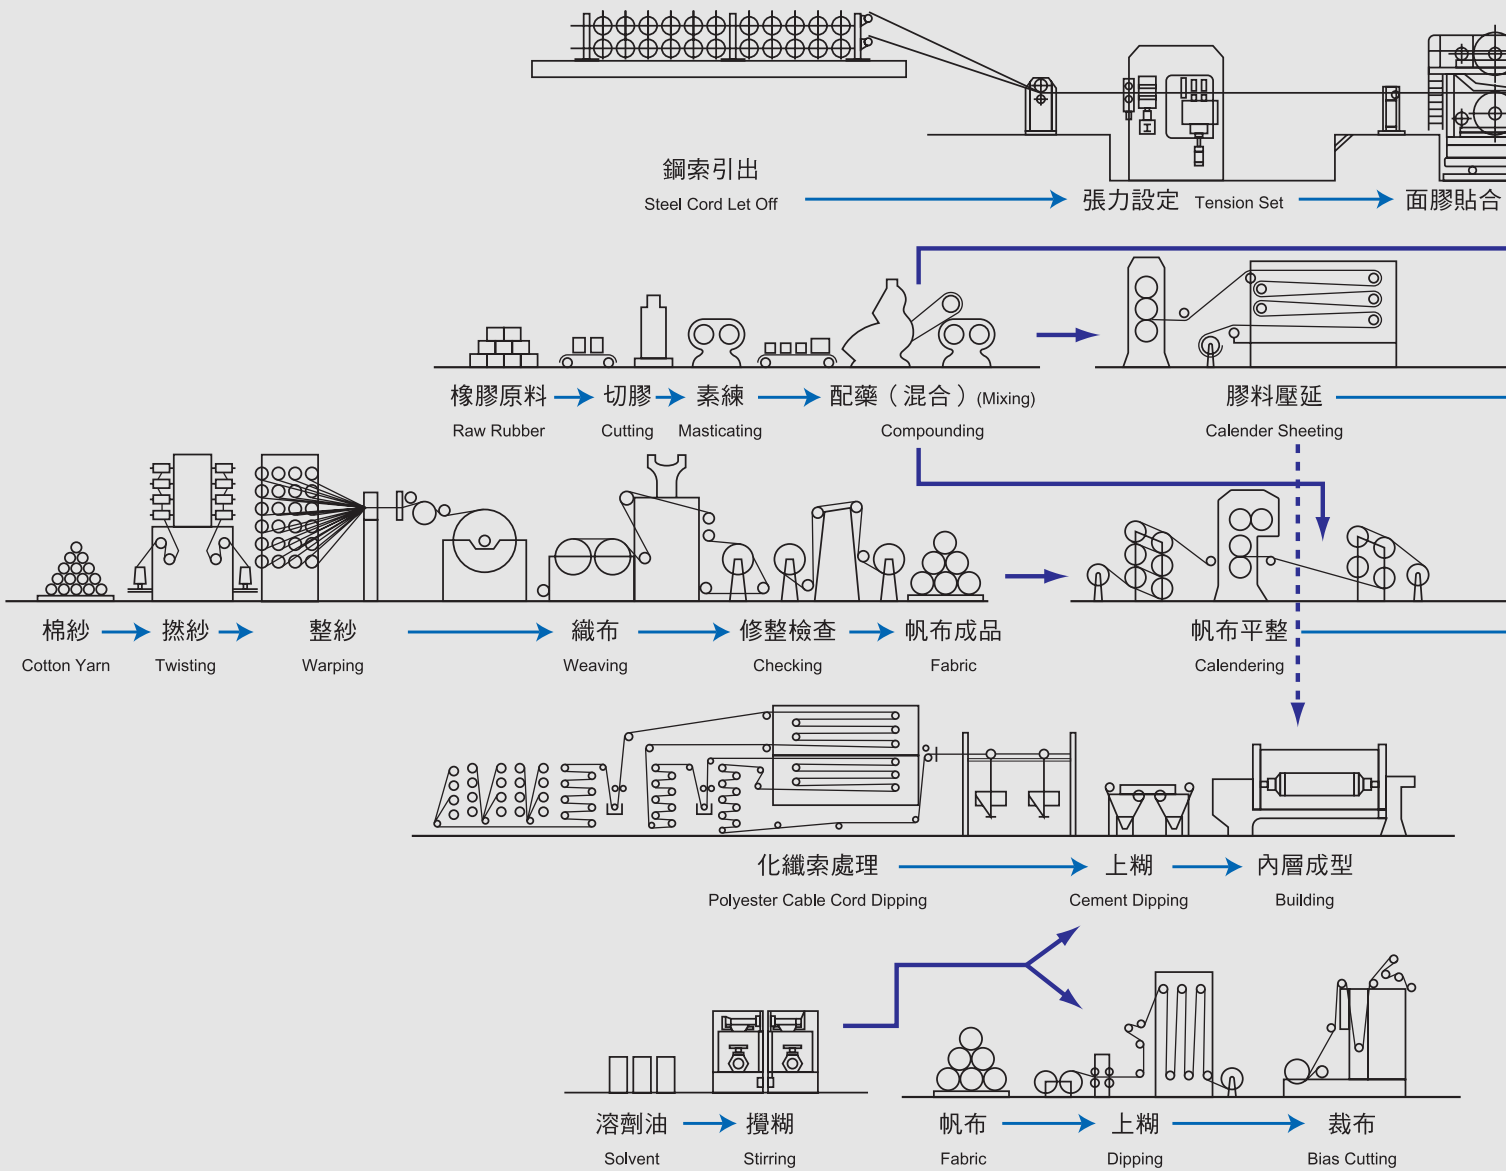 鋼索引出
Steel Cord Let Off
張力設定 Tension Set
面膠貼合
橡膠原料
Raw Rubber
切膠
Cutting
素練
Masticating
配藥（混合）(Mixing)
Compounding
膠料壓延
Calender Sheeting
棉紗
Cotton Yarn
撚紗
Twisting
整紗
Warping
織布
Weaving
修整檢查
Checking
帆布成品
Fabric
帆布平整
Calendering
化纖索處理
Polyester Cable Cord Dipping
上糊
Cement Dipping
內層成型
Building
溶劑油
Solvent
攪糊
Stirring
帆布
Fabric
上糊
Dipping
裁布
Bias Cutting